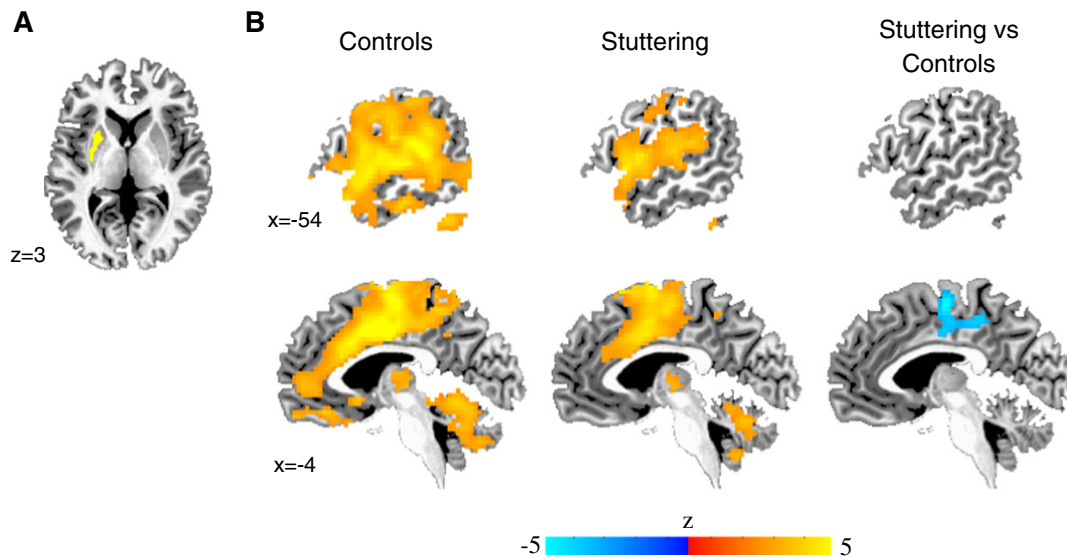 A
B
Controls
Stuttering
Stuttering vs
Controls
z=3
x=-54
x=-4
z
-5
5